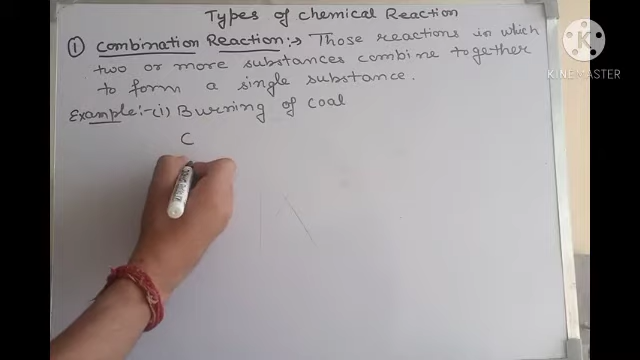 Types of Chemical Reaction
① Combination Reaction:→ Those reactions in which
two or more substances combine together
to form a single substance.
Example:-(i) Burning of coal
C
KINEMASTER